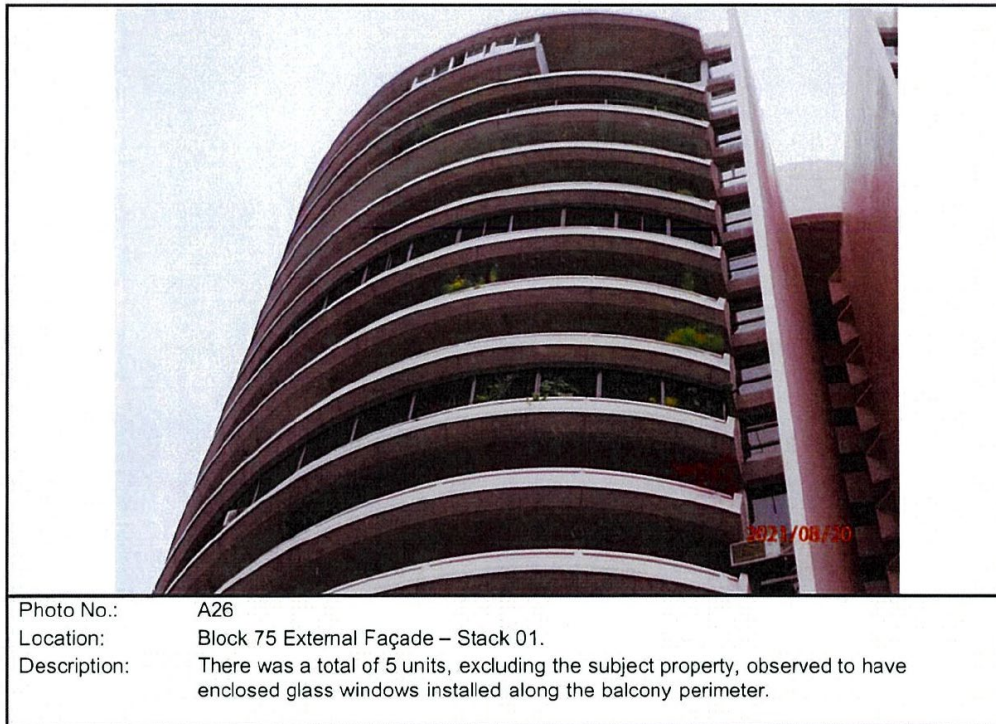 2021/08/20
Photo No.: A26
Location: Block 75 External Façade – Stack 01.
Description: There was a total of 5 units, excluding the subject property, observed to have
enclosed glass windows installed along the balcony perimeter.